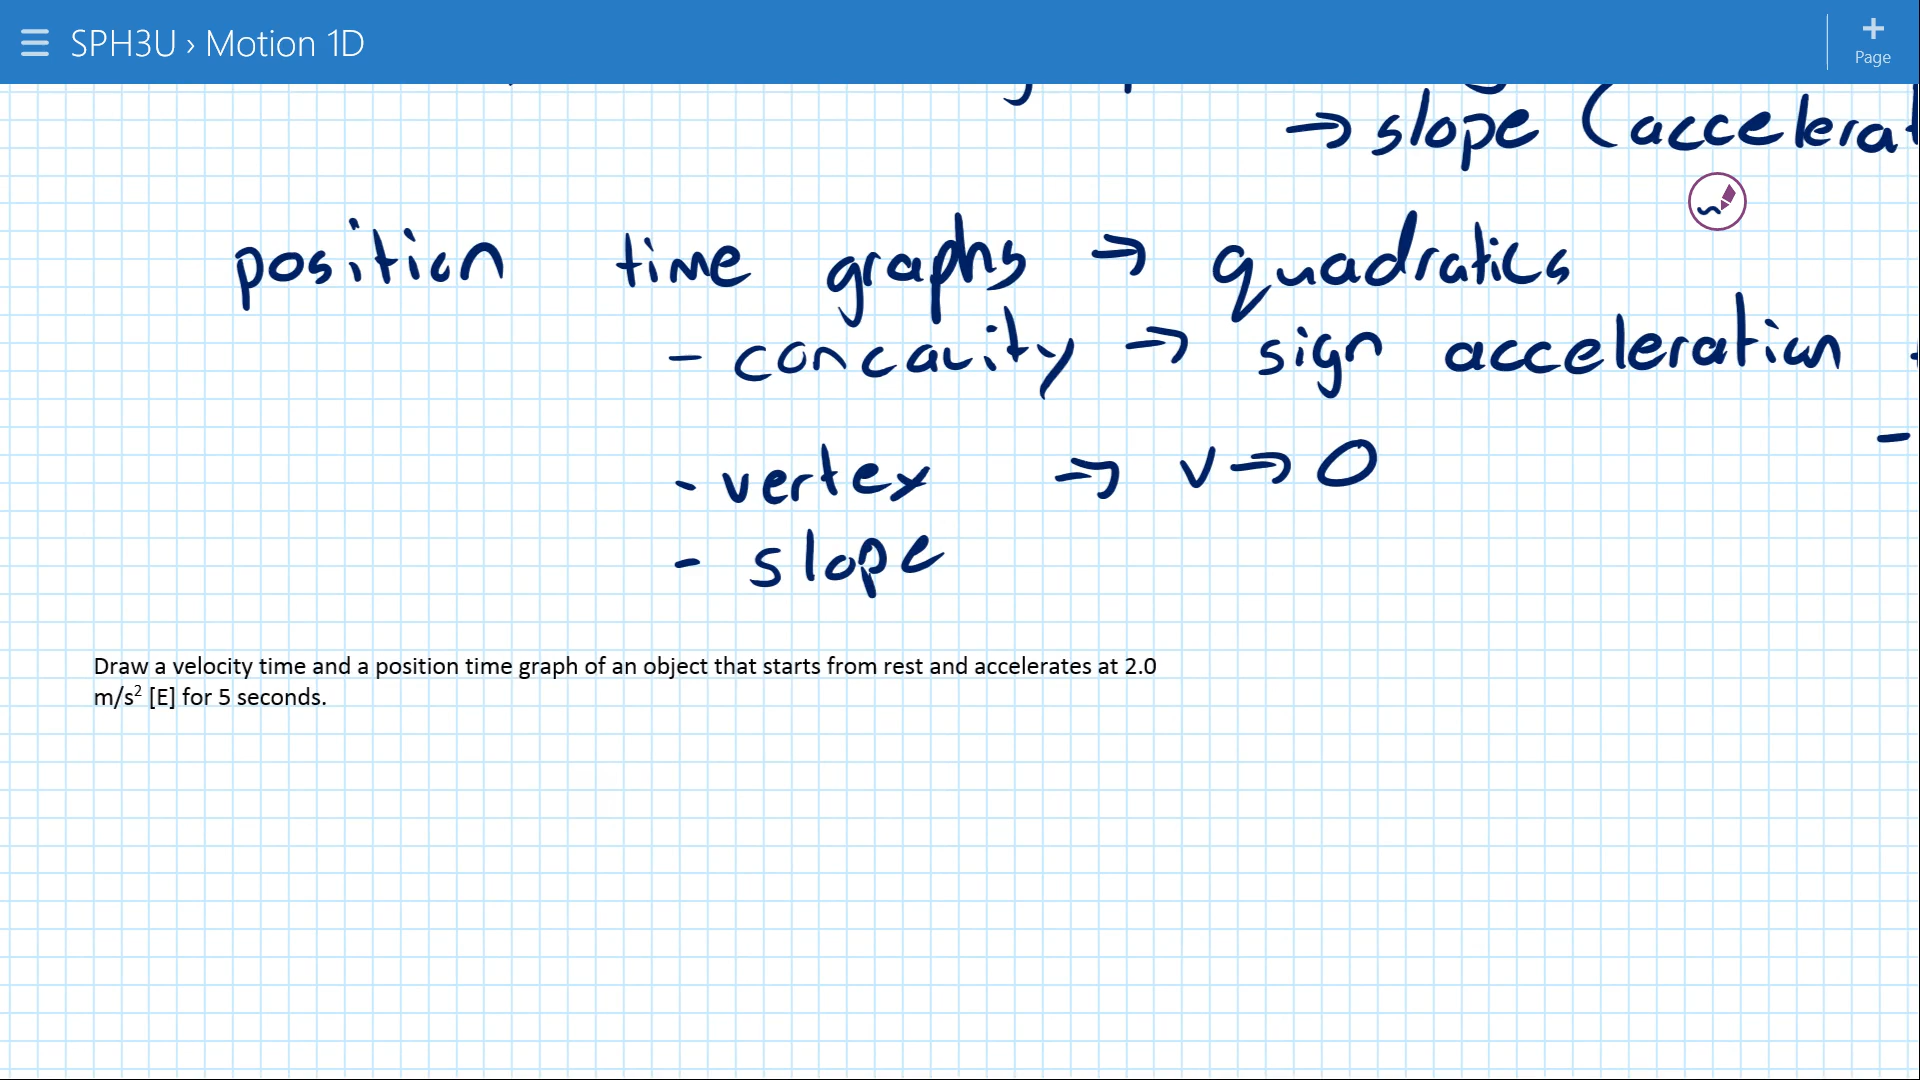 SPH3U › Motion 1D
Page
→ slope (accelerat
position time graphs → quadratics
- concavity → sign acceleration
- vertex → v → 0
- slope
Draw a velocity time and a position time graph of an object that starts from rest and accelerates at 2.0
m/s² [E] for 5 seconds.